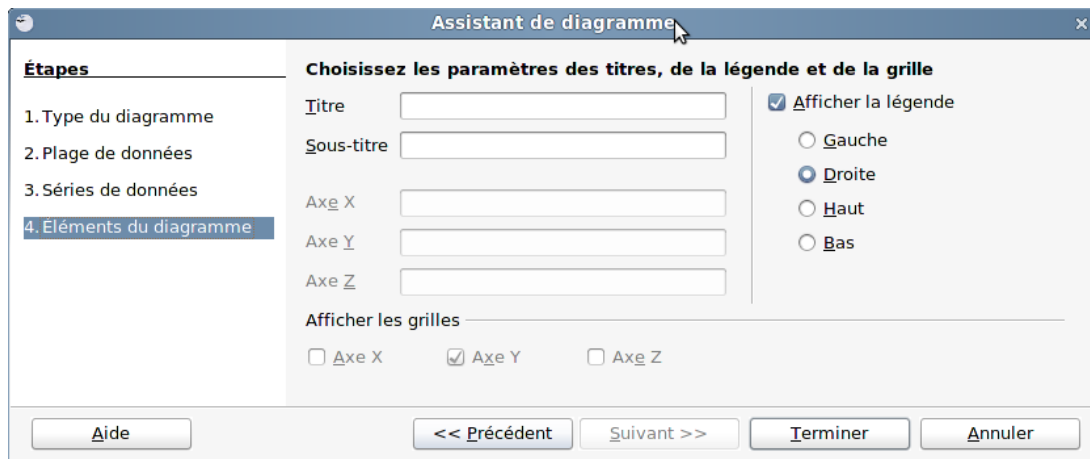 Assistant de diagramme
Étapes
1. Type du diagramme
2. Plage de données
3. Séries de données
4. Éléments du diagramme
Choisissez les paramètres des titres, de la légende et de la grille
Titre
Sous-titre
Axe X
Axe Y
Axe Z
Afficher la légende
Gauche
Droite
Haut
Bas
Afficher les grilles
Axe X Axe Y Axe Z
Aide << Précédent Suivant >> Terminer Annuler